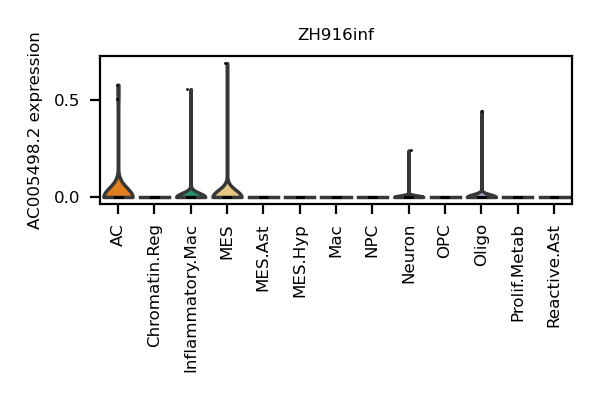 ZH916inf
AC005498.2 expression
0.5
0.0
AC
Chromatin.Reg
Inflammatory.Mac
MES
MES.Ast
MES.Hyp
Mac
NPC
Neuron
OPC
Oligo
Prolif.Metab
Reactive.Ast